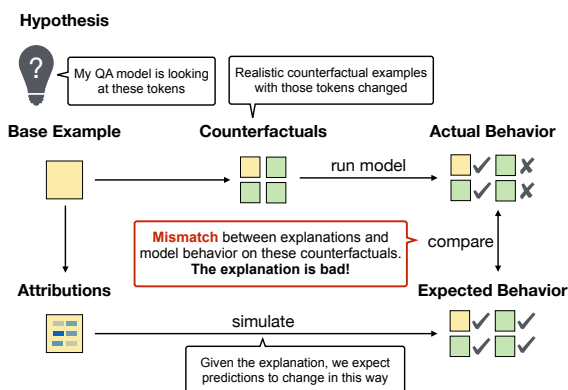 Hypothesis
?
My QA model is looking
at these tokens
Realistic counterfactual examples
with those tokens changed
Base Example
Counterfactuals
Actual Behavior
run model
Mismatch between explanations and
model behavior on these counterfactuals.
The explanation is bad!
compare
Attributions
Expected Behavior
simulate
Given the explanation, we expect
predictions to change in this way